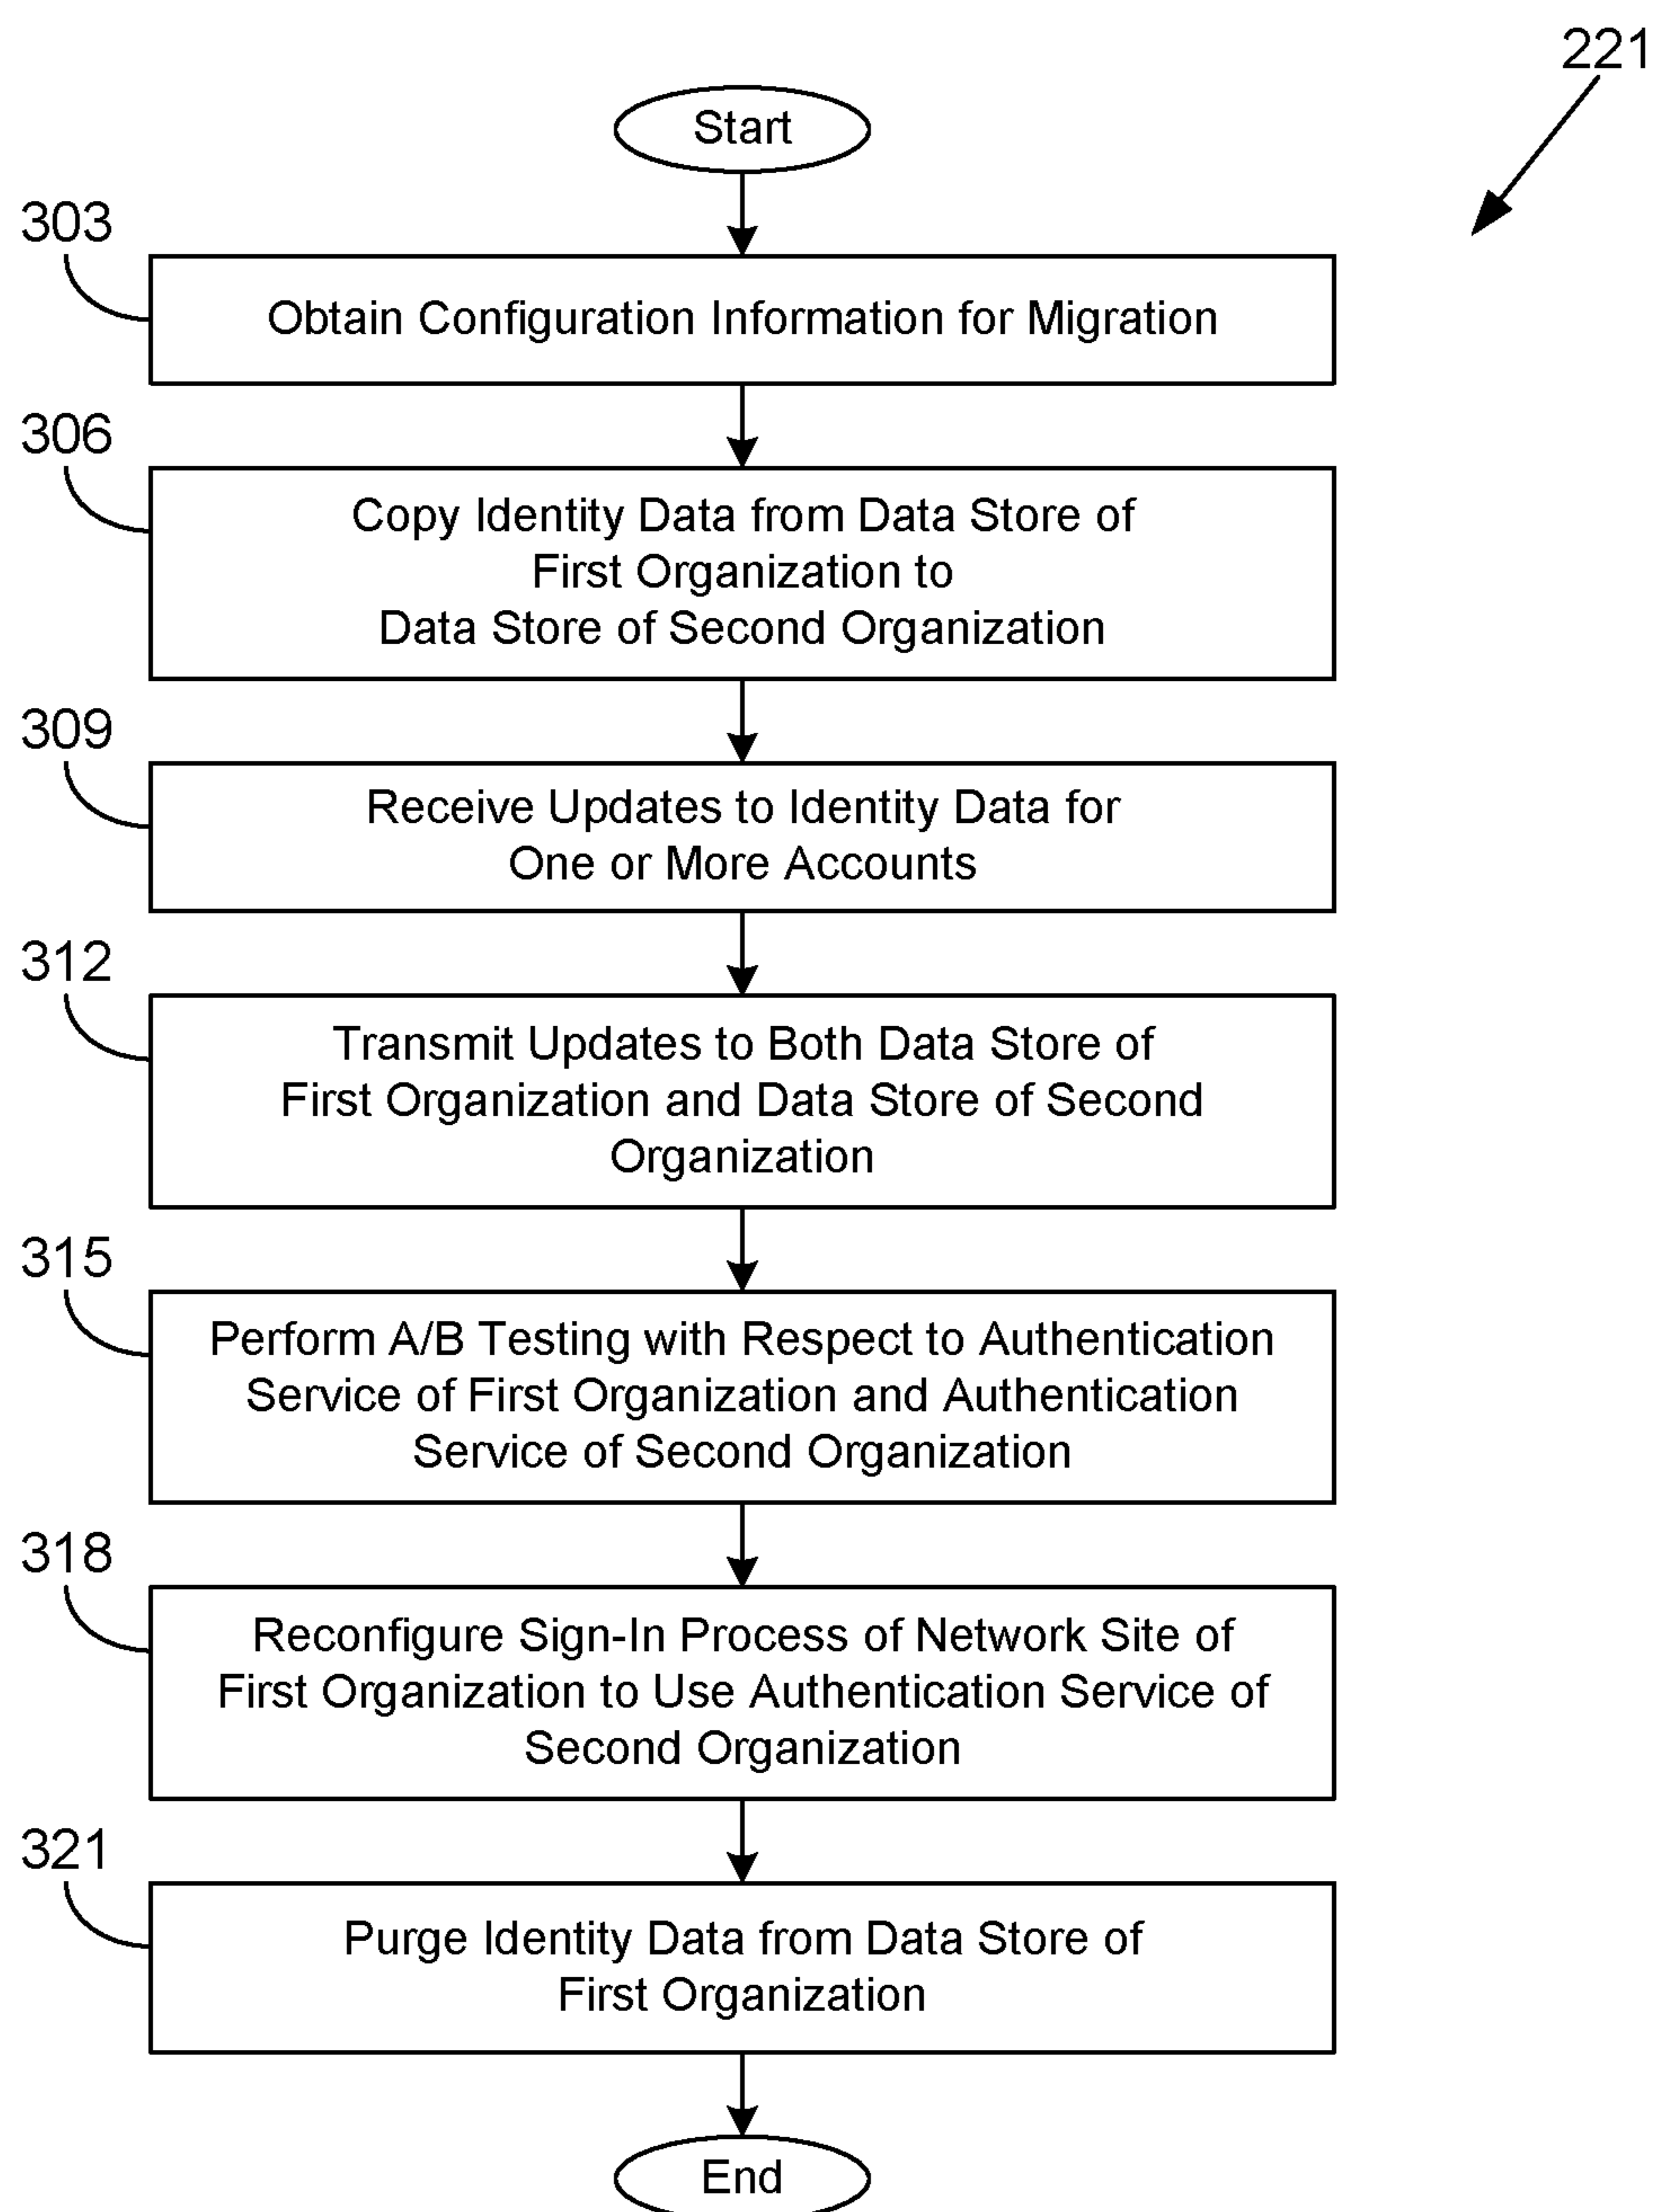 221
Start
303
Obtain Configuration Information for Migration
306
Copy Identity Data from Data Store of
First Organization to
Data Store of Second Organization
309
Receive Updates to Identity Data for
One or More Accounts
312
Transmit Updates to Both Data Store of
First Organization and Data Store of Second
Organization
315
Perform A/B Testing with Respect to Authentication
Service of First Organization and Authentication
Service of Second Organization
318
Reconfigure Sign-In Process of Network Site of
First Organization to Use Authentication Service of
Second Organization
321
Purge Identity Data from Data Store of
First Organization
End